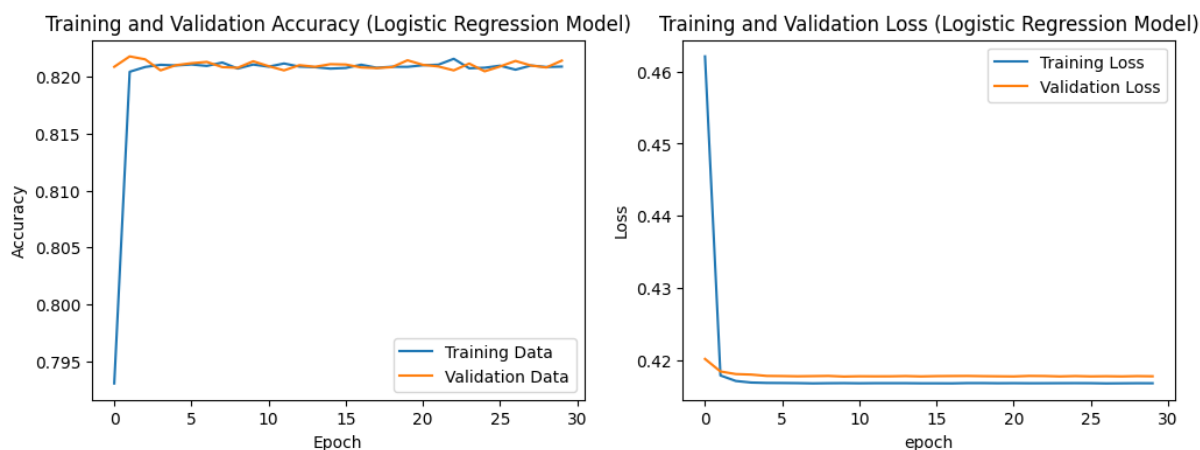 Training and Validation Accuracy (Logistic Regression Model)
0.820
0.815
0.810
0.805
0.800
0.795
Accuracy
Training Data
Validation Data
0 5 10 15 20 25 30
Epoch
Training and Validation Loss (Logistic Regression Model)
Training Loss
Validation Loss
0.46
0.45
0.44
0.43
0.42
Loss
0 5 10 15 20 25 30
epoch